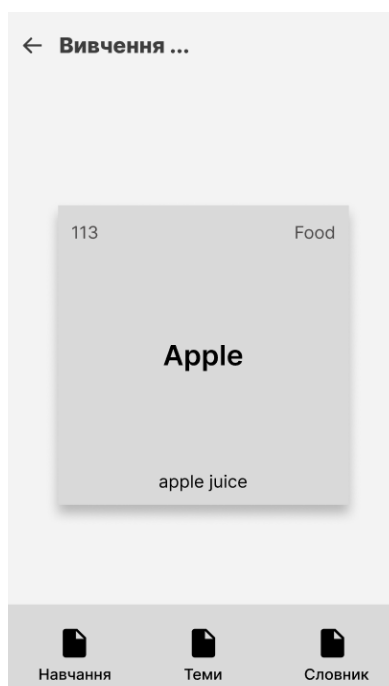 ← Вивчення ...
113 Food
Apple
apple juice
Навчання Теми Словник